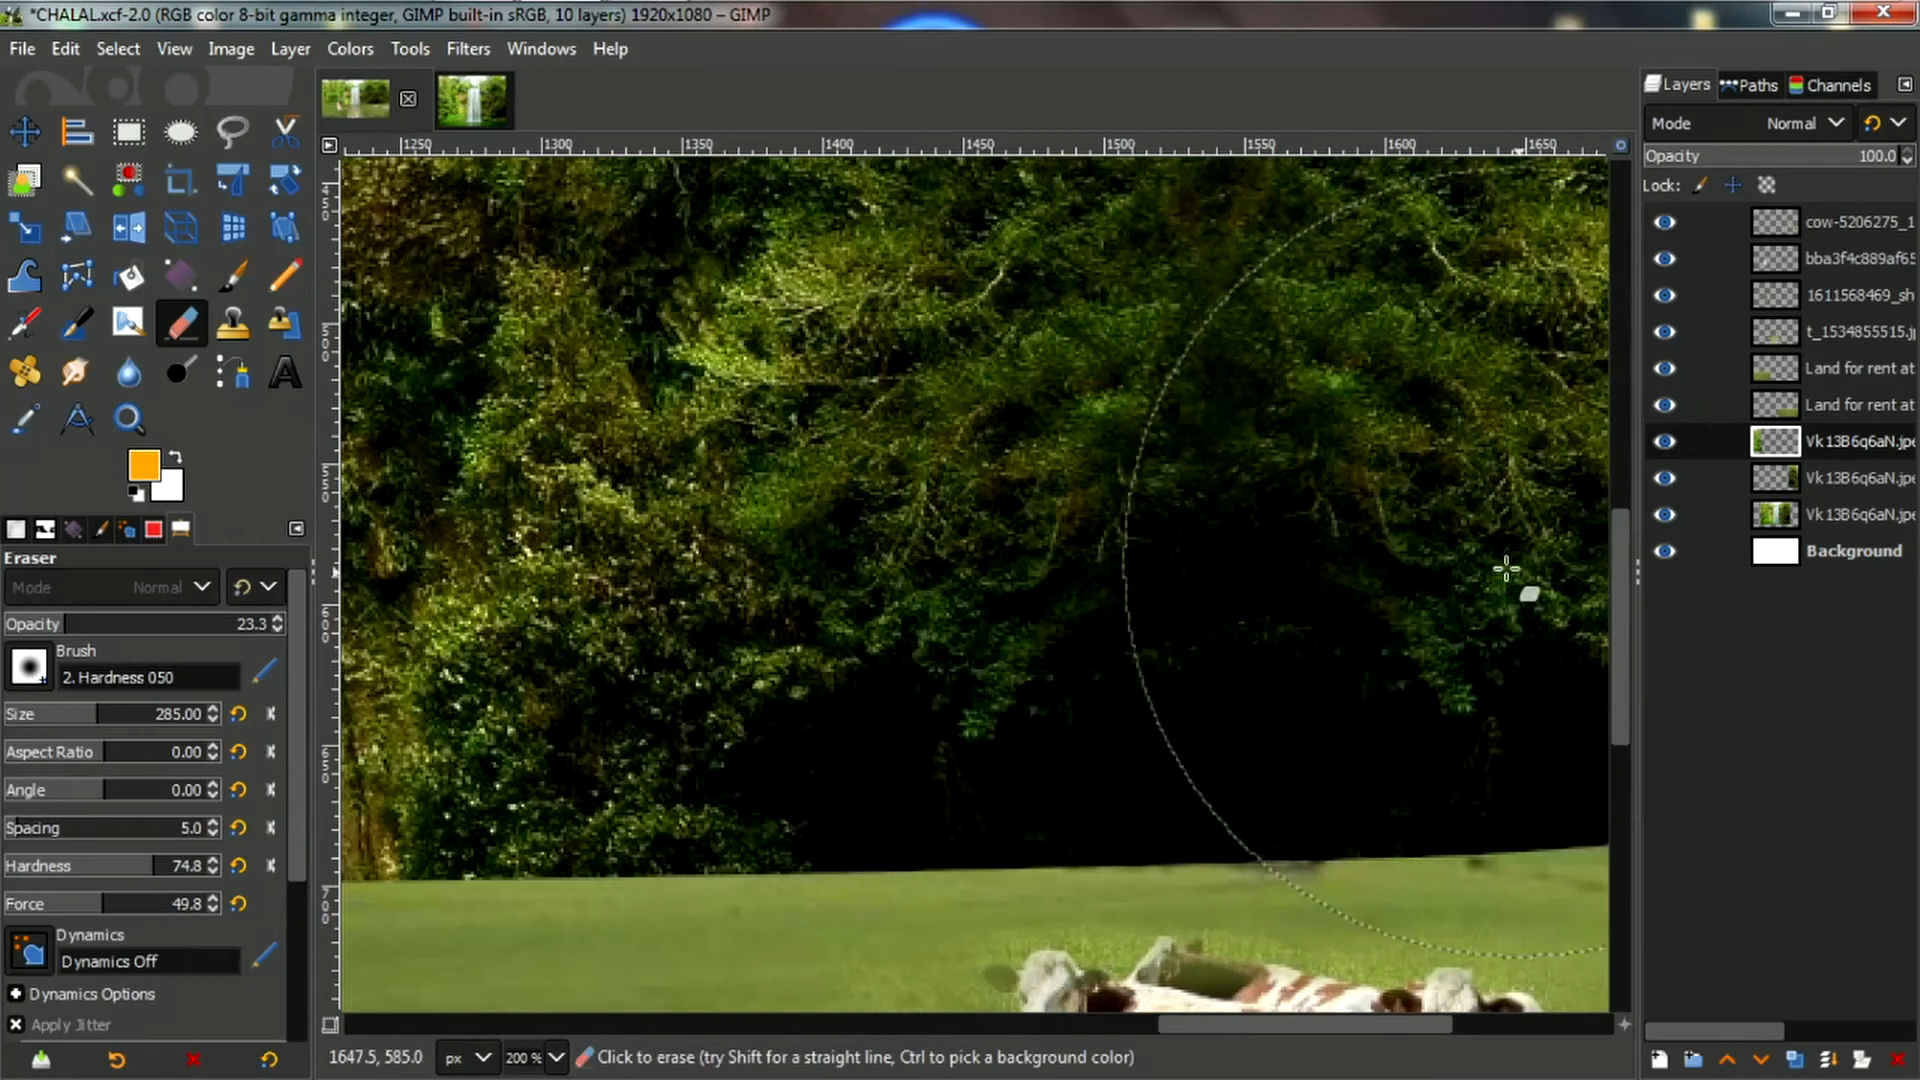 *CHALAL.xcf-2.0 (RGB color 8-bit gamma integer, GIMP built-in sRGB, 10 layers) 1920x1080 – GIMP
File Edit Select View Image Layer Colors Tools Filters Windows Help
Layers Paths Channels
Mode Normal
Opacity 100.0
Lock:
1250 1300 1350 1400 1450 1500 1550 1600 1650
450
500
550
600
650
700
cow-5206275_1
bba3f4c889af65
1611568469_sh
t_1534855515.j
Land for rent at
Land for rent at
Vk13B6q6aN.jpe
Vk13B6q6aN.jpe
Vk13B6q6aN.jpe
Background
Eraser
Mode Normal
Opacity 23.3
Brush
2. Hardness 050
Size 285.00
Aspect Ratio 0.00
Angle 0.00
Spacing 5.0
Hardness 74.8
Force 49.8
Dynamics
Dynamics Off
Dynamics Options
Apply Jitter
1647.5, 585.0 px 200 % Click to erase (try Shift for a straight line, Ctrl to pick a background color)